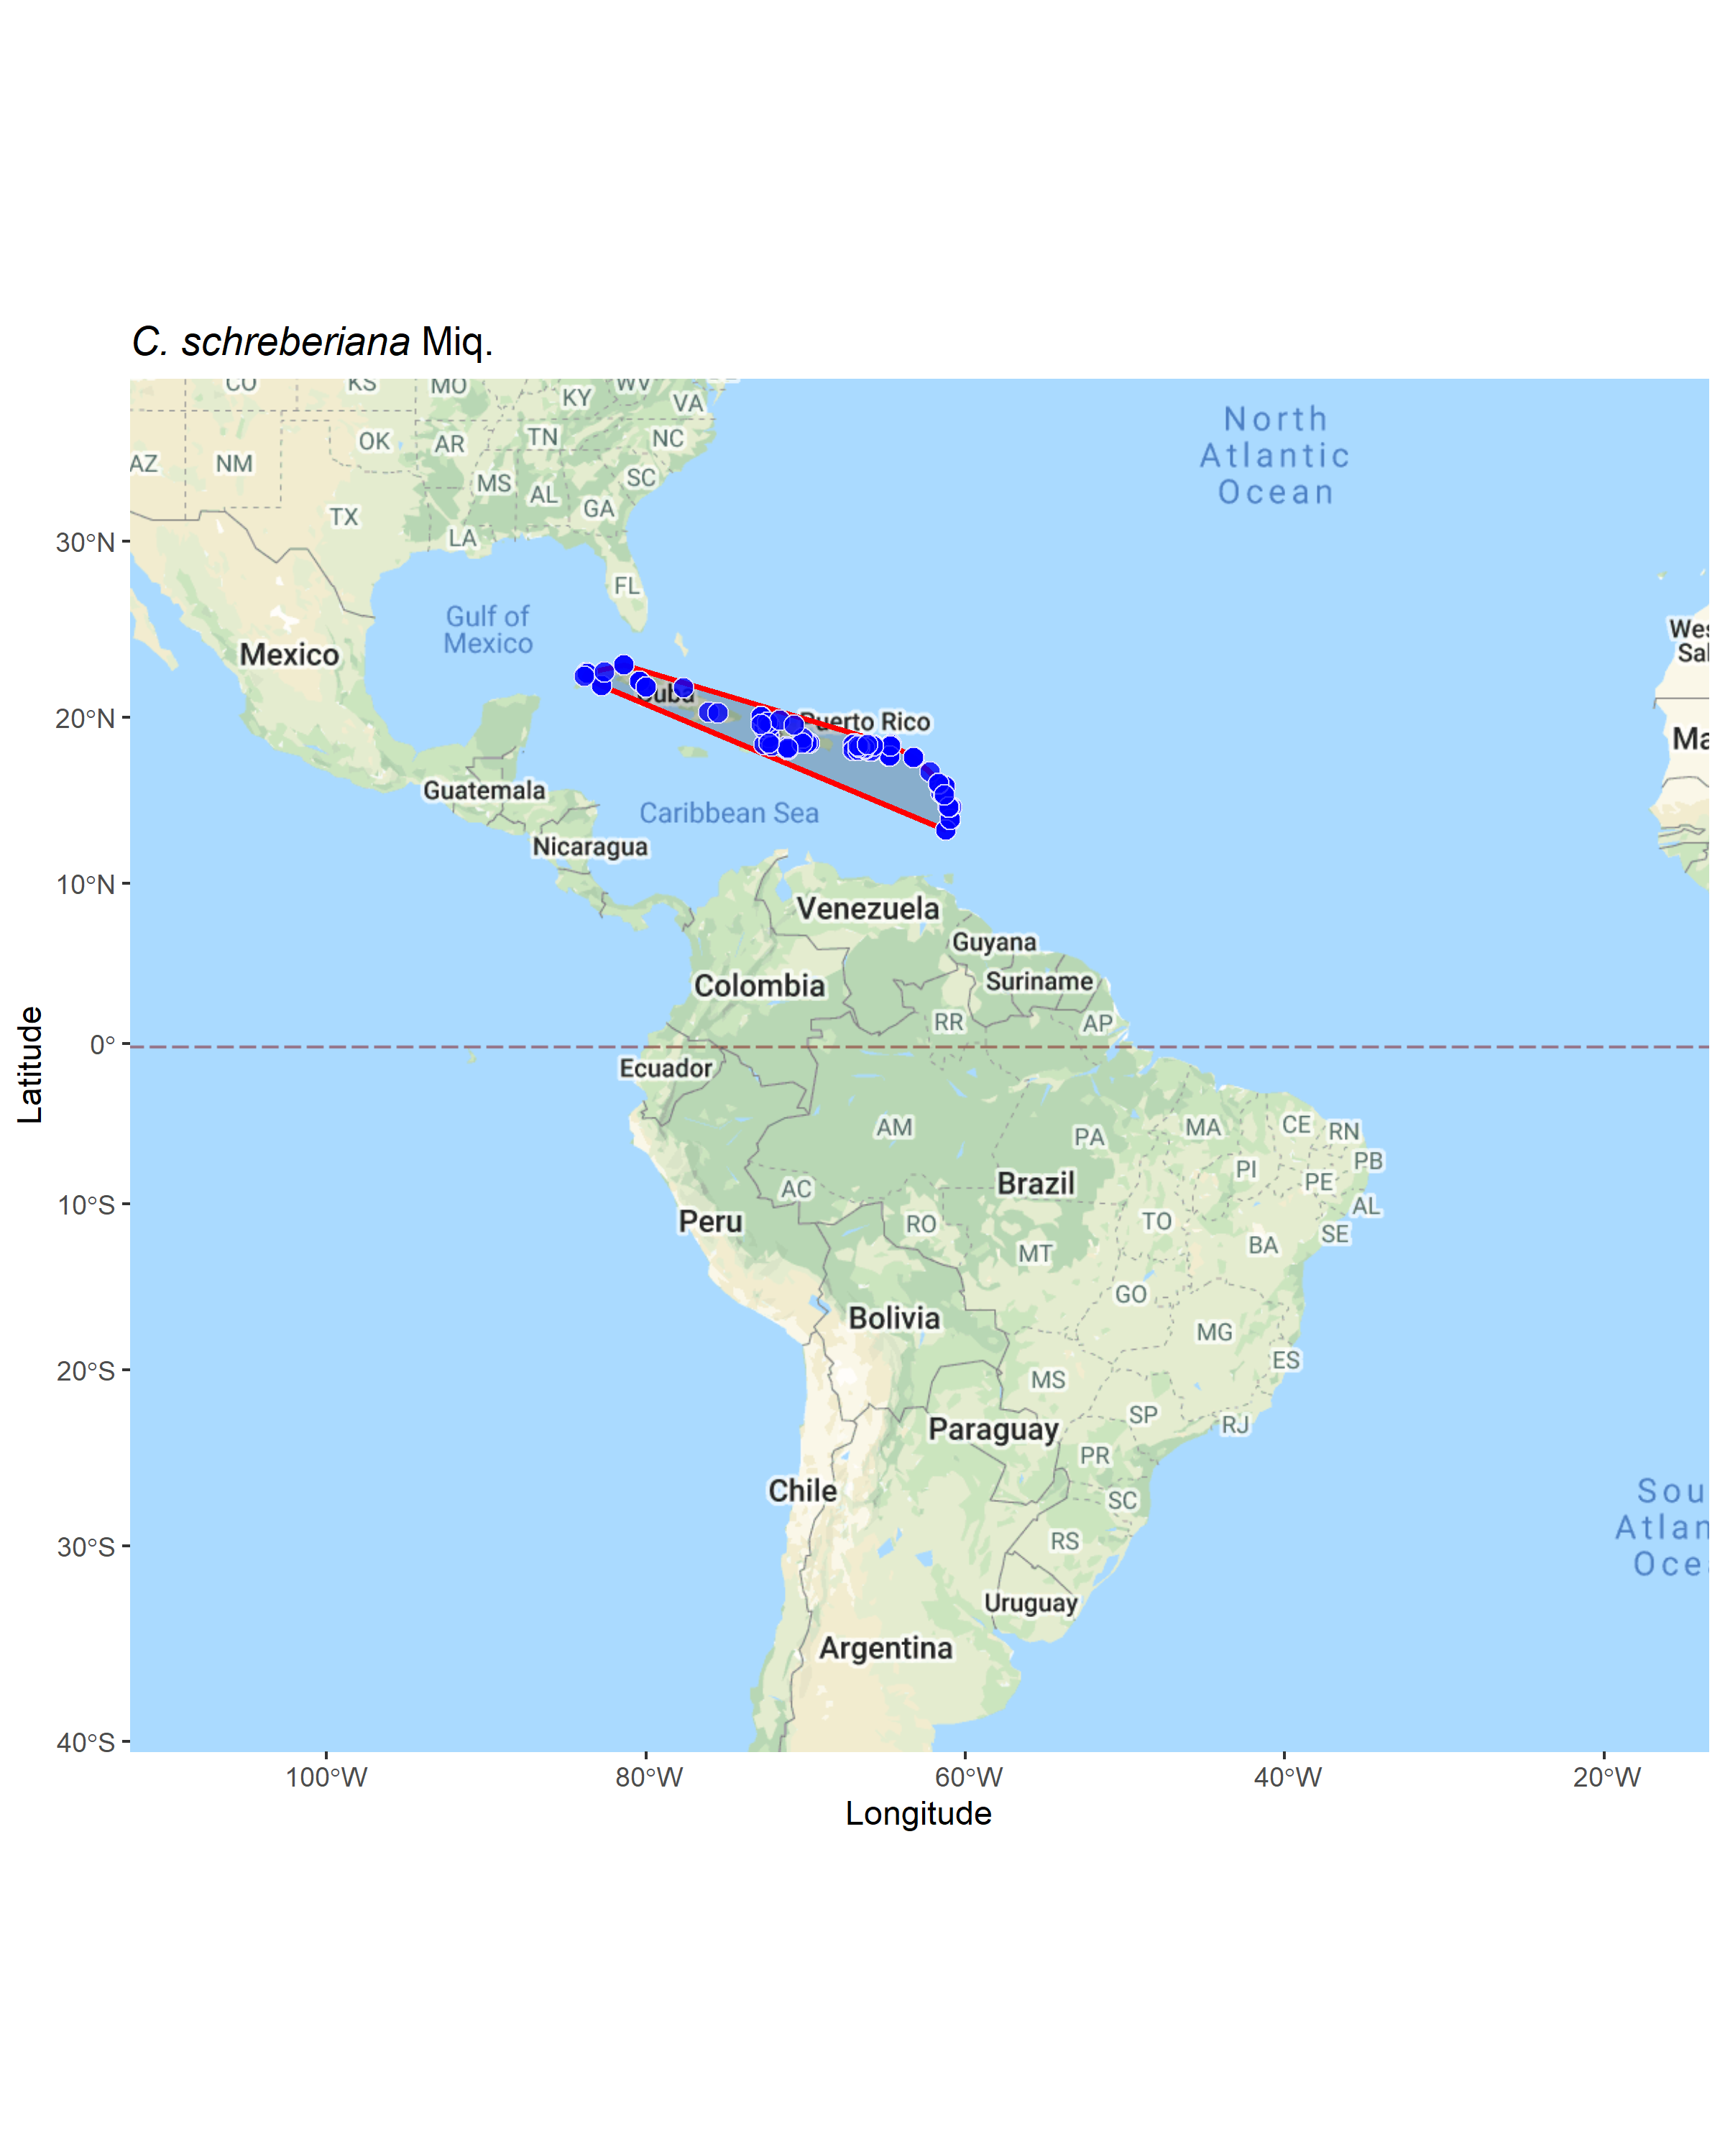 C. schreberiana Miq.
CO
KS
MO
KY
WV
VA
OK
AR
TN
NC
AZ
NM
MS
AL
SC
GA
TX
LA
FL
North
Atlantic
Ocean
30°N
Gulf of
Mexico
Mexico
Cuba
20°N
Puerto Rico
Guatemala
Caribbean Sea
Nicaragua
10°N
Venezuela
Guyana
Colombia
Suriname
RR
AP
0°
Ecuador
Latitude
AM
PA
MA
CE
RN
PI
PB
PE
AC
Brazil
AL
Peru
RO
TO
SE
MT
BA
10°S
GO
Bolivia
MG
ES
20°S
MS
SP
Paraguay
RJ
PR
Chile
SC
RS
30°S
Uruguay
Argentina
40°S
Wes
Sal
Ma
Sou
Atlan
Ocea
100°W
80°W
60°W
40°W
20°W
Longitude